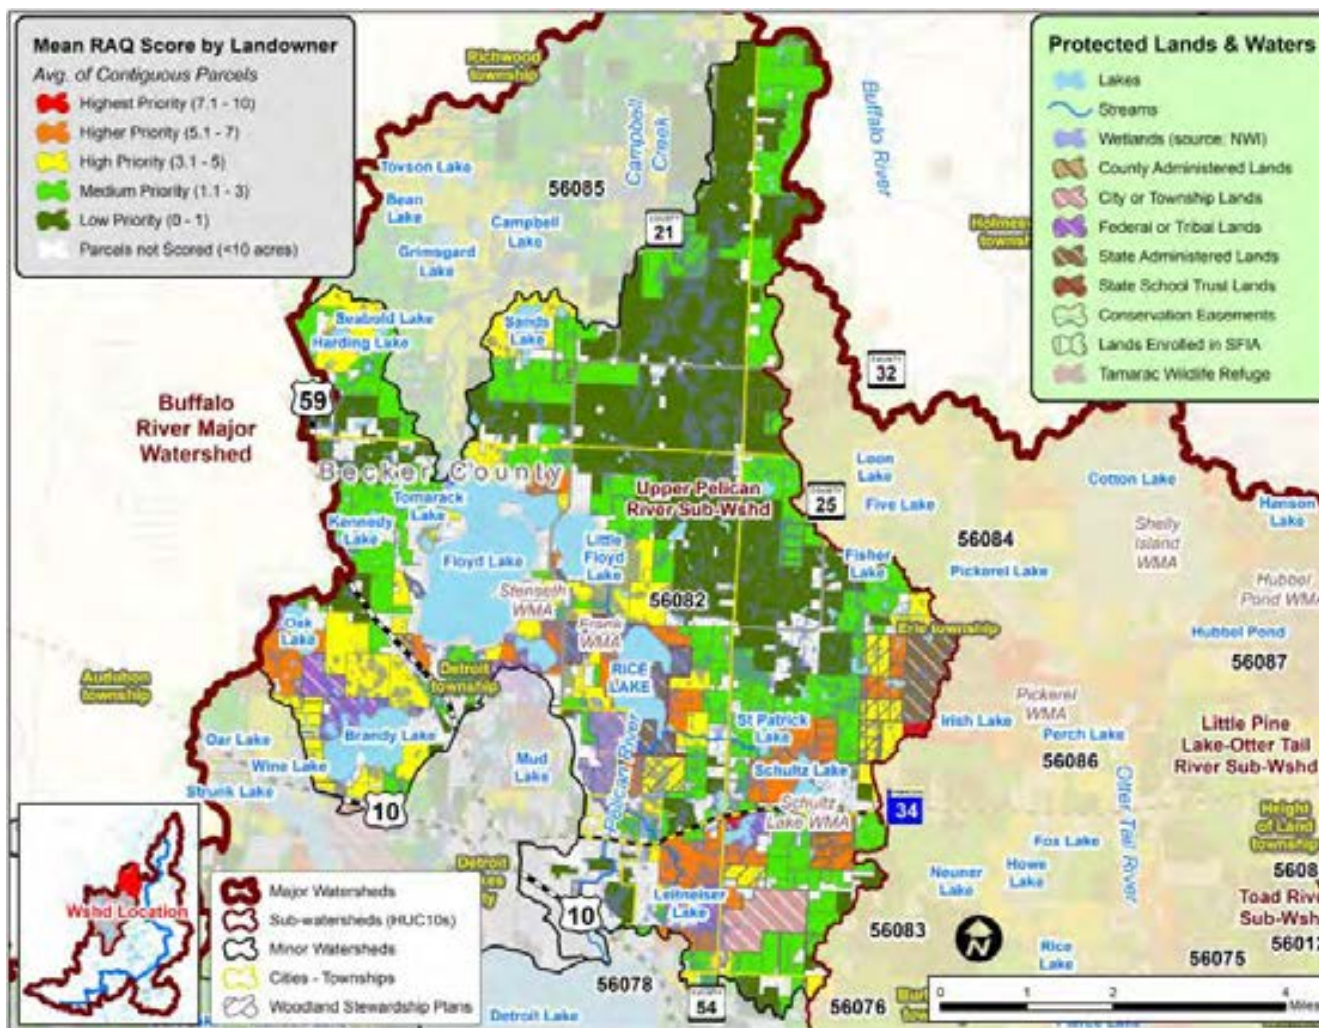 Mean RAQ Score by Landowner
Avg. of Contiguous Parcels
Highest Priority (7.1 - 10)
Higher Priority (5.1 - 7)
High Priority (3.1 - 5)
Medium Priority (1.1 - 3)
Low Priority (0 - 1)
Parcels not Scored (<10 acres)
Protected Lands & Waters
Lakes
Streams
Wetlands (source: NWI)
County Administered Lands
City or Township Lands
Federal or Tribal Lands
State Administered Lands
State School Trust Lands
Conservation Easements
Lands Enrolled in SFIA
Tamarac Wildlife Refuge
Richwood
township
Campbell
Creek
Buffalo River
Tovson Lake
56085
Bean
Lake
Campbell
Lake
COUNTY
21
Grimsgard
Lake
Seabold Lake
Harding Lake
Sands
Lake
32
59
Buffalo
River Major
Watershed
Becker County
Upper Pelican
River Sub-Wshd
Tomarack
Lake
Kennedy
Lake
Floyd Lake
Little
Floyd
Lake
25
Loon
Lake
Five Lake
Cotton Lake
Hanson
Lake
56084
Shelly
Island
WMA
Fisher
Lake
Pickerel Lake
Hubbel
Pond WMA
Stenseth
WMA
56082
Frank
WMA
Oak
Lake
Erie township
Hubbel Pond
56087
Audubon
township
Detroit
township
RICE
LAKE
Pickerel
WMA
St Patrick
Lake
Irish Lake
Perch Lake
Little Pine
Lake-Otter Tail
River Sub-Wshd
Oar Lake
Brandy Lake
Wine Lake
Mud
Lake
Pelican River
Schultz Lake
56086
Strunk Lake
10
Schultz
Lake WMA
34
Otter Tail River
Height
of Land
township
Fox Lake
Howe
Lake
Neuner
Lake
Detroit
Leitneiser
Lake
10
Toad
Sub-Wshd
56083
Rice
Lake
56075
56078
54
56076
Detroit Lake
Wshd Location
Major Watersheds
Sub-watersheds (HUC10s)
Minor Watersheds
Cities - Townships
Woodland Stewardship Plans
N
0 1 2 4
Miles